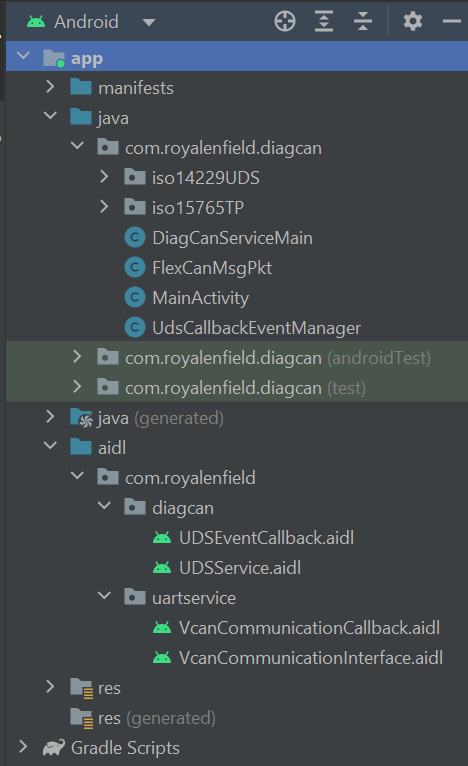 Android
app
manifests
java
com.royalenfield.diagcan
iso14229UDS
iso15765TP
DiagCanServiceMain
FlexCanMsgPkt
MainActivity
UdsCallbackEventManager
com.royalenfield.diagcan (androidTest)
com.royalenfield.diagcan (test)
java (generated)
aidl
com.royalenfield
diagcan
UDSEventCallback.aidl
UDSService.aidl
uartservice
VcanCommunicationCallback.aidl
VcanCommunicationInterface.aidl
res
res (generated)
Gradle Scripts